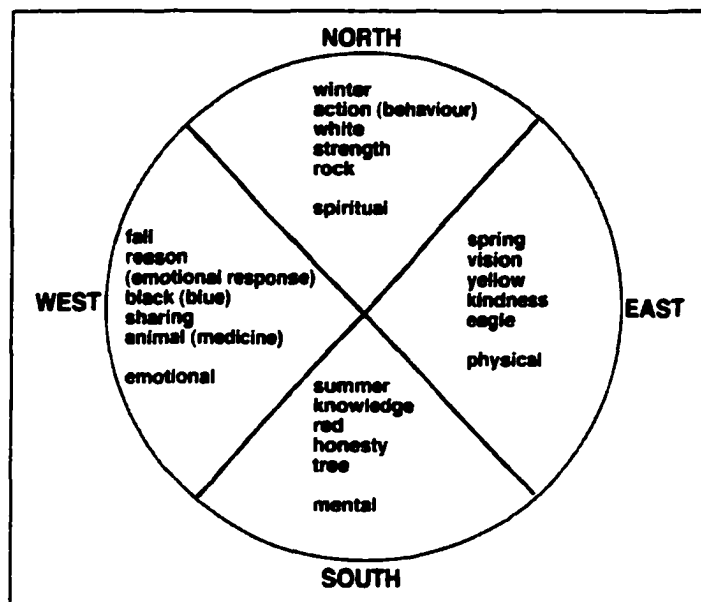 NORTH
winter
action (behaviour)
white
strength
rock
spiritual
WEST
fall
reason
(emotional response)
black (blue)
sharing
animal (medicine)
emotional
spring
vision
yellow
kindness
eagle
physical
EAST
summer
knowledge
red
honesty
tree
mental
SOUTH